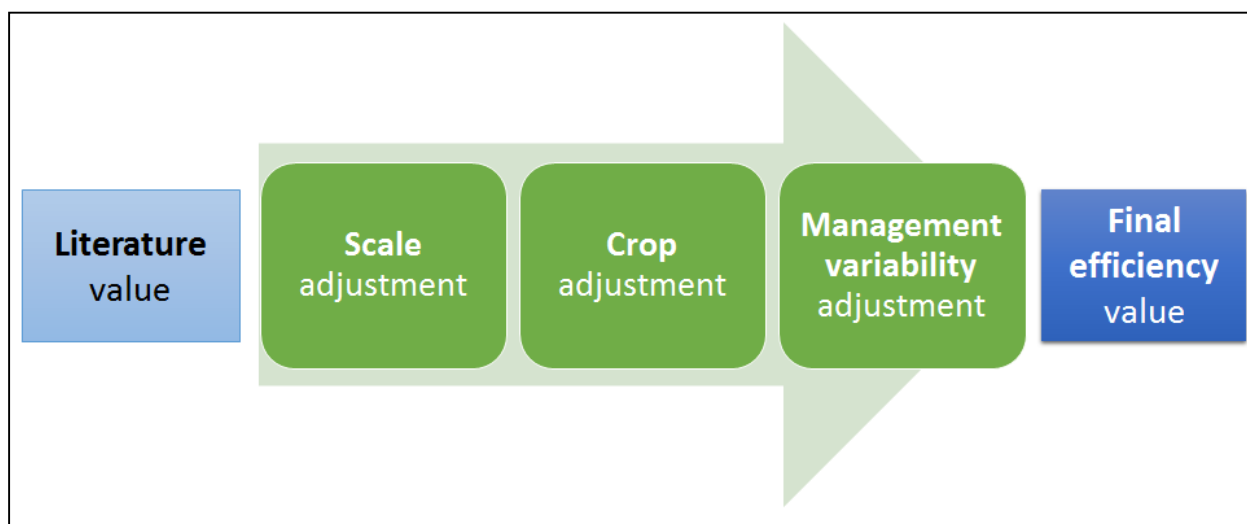 Literature
value
Scale
adjustment
Crop
adjustment
Management
variability
adjustment
Final
efficiency
value